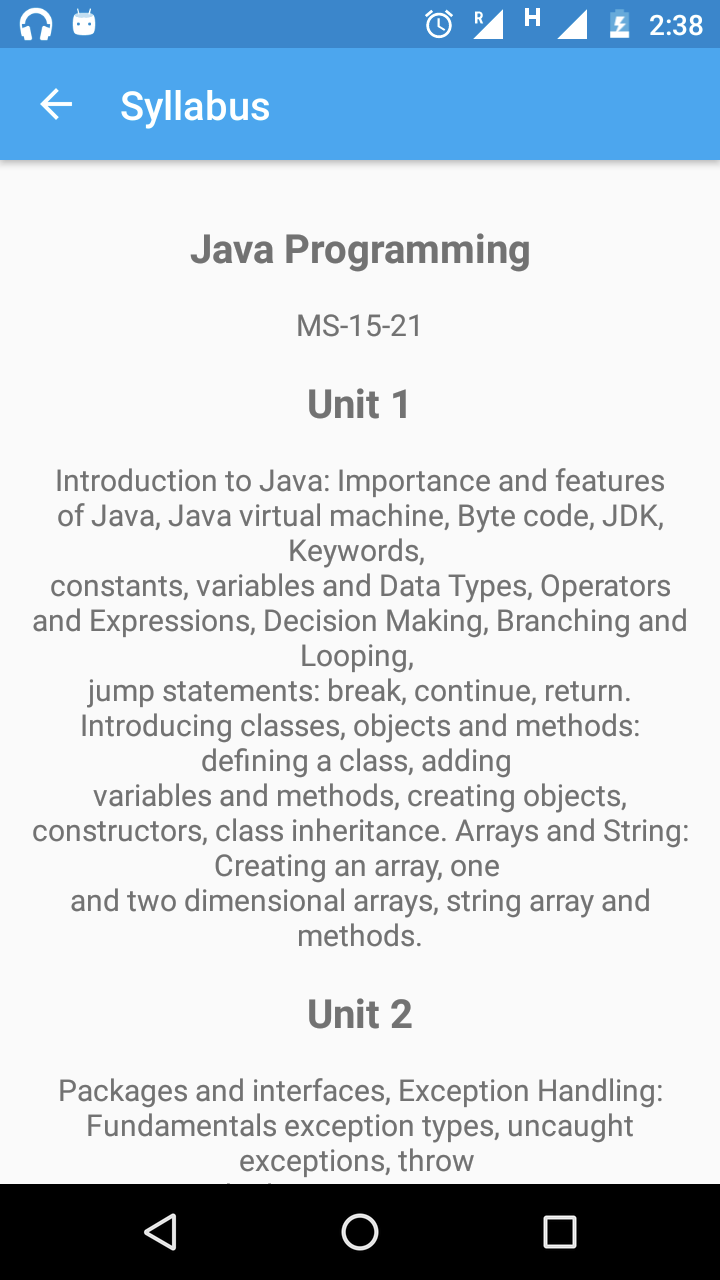 R H 2:38
Syllabus
Java Programming
MS-15-21
Unit 1
Introduction to Java: Importance and features
of Java, Java virtual machine, Byte code, JDK,
Keywords,
constants, variables and Data Types, Operators
and Expressions, Decision Making, Branching and
Looping,
jump statements: break, continue, return.
Introducing classes, objects and methods:
defining a class, adding
variables and methods, creating objects,
constructors, class inheritance. Arrays and String:
Creating an array, one
and two dimensional arrays, string array and
methods.
Unit 2
Packages and interfaces, Exception Handling:
Fundamentals exception types, uncaught
exceptions, throw